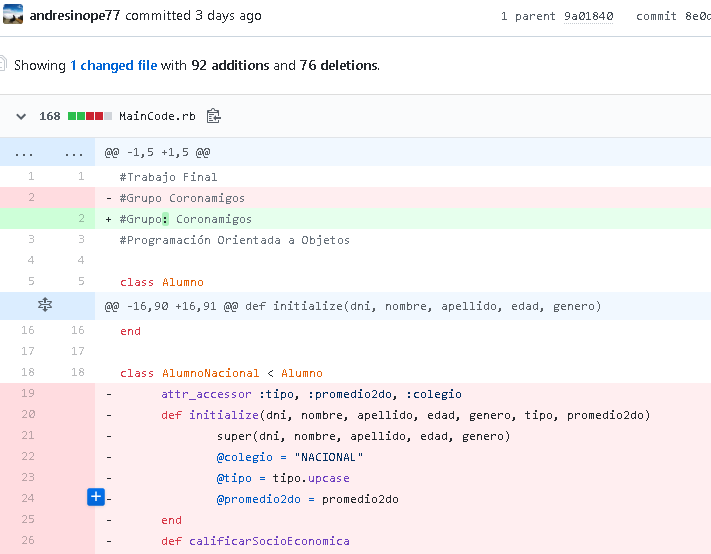 andresinope77 committed 3 days ago 1 parent 9a01840 commit 8e0d
Showing 1 changed file with 92 additions and 76 deletions.
168 MainCode.rb
... ... @@ -1,5 +1,5 @@
1 1 #Trabajo Final
2 - #Grupo Coronamigos
2 + #Grupo: Coronamigos
3 3 #Programación Orientada a Objetos
4 4
5 5 class Alumno
@@ -16,90 +16,91 @@ def initialize(dni, nombre, apellido, edad, genero)
16 16 end
17 17
18 18 class AlumnoNacional < Alumno
19 - attr_accessor :tipo, :promedio2do, :colegio
20 - def initialize(dni, nombre, apellido, edad, genero, tipo, promedio2do)
21 - super(dni, nombre, apellido, edad, genero)
22 - @colegio = "NACIONAL"
23 - @tipo = tipo.upcase
24 - @promedio2do = promedio2do
25 - end
26 - def calificarSocioEconomica